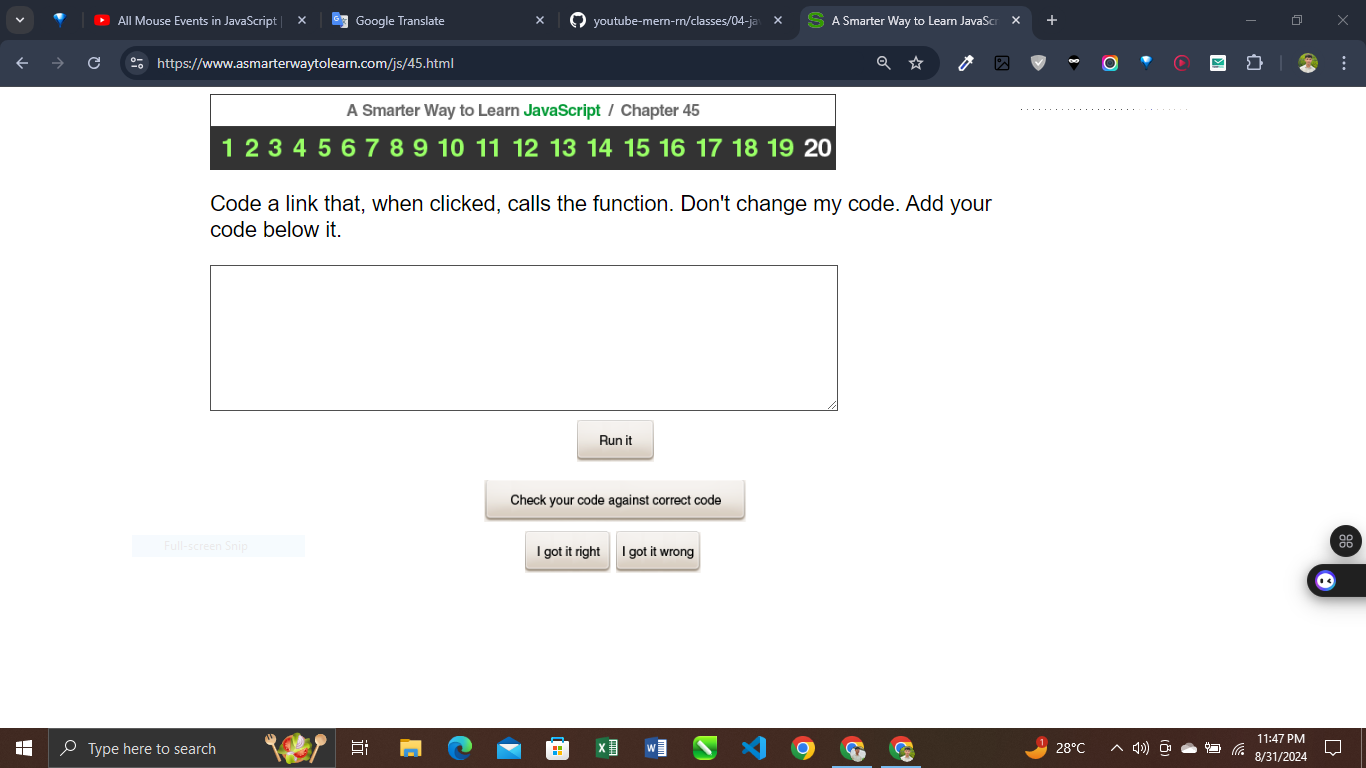 All Mouse Events in JavaScript |
Google Translate
youtube-mern-rn/classes/04-jav
A Smarter Way to Learn JavaScr
https://www.asmarterwaytolearn.com/js/45.html
A Smarter Way to Learn JavaScript / Chapter 45
1 2 3 4 5 6 7 8 9 10 11 12 13 14 15 16 17 18 19 20
Code a link that, when clicked, calls the function. Don't change my code. Add your
code below it.
Run it
Check your code against correct code
Full-screen Snip
I got it right I got it wrong
Type here to search
1
28°C
11:47 PM
8/31/2024